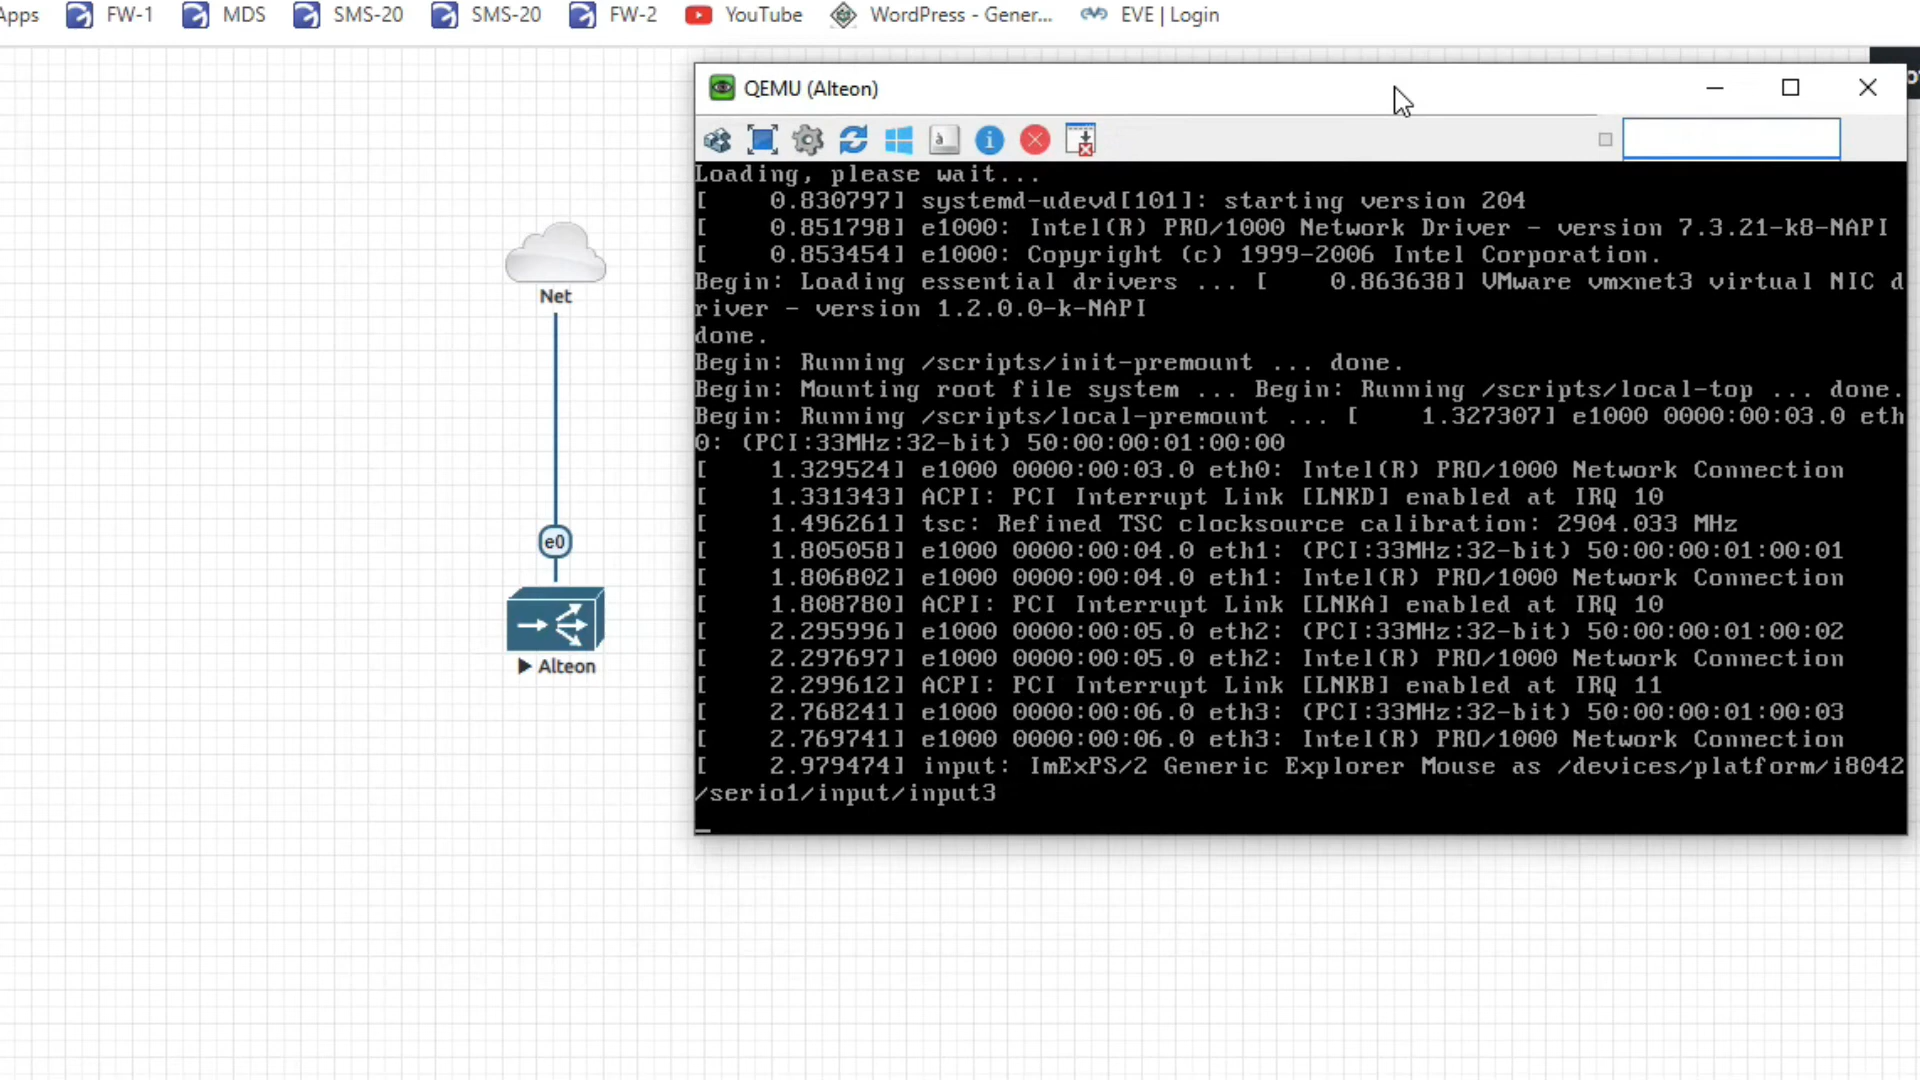 Apps FW-1 MDS SMS-20 SMS-20 FW-2 YouTube WordPress - Gener... EVE | Login
QEMU (Alteon)
Loading, please wait...
[    0.830797] systemd-udevd[101]: starting version 204
[    0.851798] e1000: Intel(R) PRO/1000 Network Driver - version 7.3.21-k8-NAPI
[    0.853454] e1000: Copyright (c) 1999-2006 Intel Corporation.
Begin: Loading essential drivers ... [    0.863638] VMware vmxnet3 virtual NIC d
river - version 1.2.0.0-k-NAPI
done.
Begin: Running /scripts/init-premount ... done.
Begin: Mounting root file system ... Begin: Running /scripts/local-top ... done.
Begin: Running /scripts/local-premount ... [    1.327307] e1000 0000:00:03.0 eth
0: (PCI:33MHz:32-bit) 50:00:00:01:00:00
[    1.329524] e1000 0000:00:03.0 eth0: Intel(R) PRO/1000 Network Connection
[    1.331343] ACPI: PCI Interrupt Link [LNKD] enabled at IRQ 10
[    1.496261] tsc: Refined TSC clocksource calibration: 2904.033 MHz
[    1.805058] e1000 0000:00:04.0 eth1: (PCI:33MHz:32-bit) 50:00:00:01:00:01
[    1.806802] e1000 0000:00:04.0 eth1: Intel(R) PRO/1000 Network Connection
[    1.808780] ACPI: PCI Interrupt Link [LNKA] enabled at IRQ 10
[    2.295996] e1000 0000:00:05.0 eth2: (PCI:33MHz:32-bit) 50:00:00:01:00:02
[    2.297697] e1000 0000:00:05.0 eth2: Intel(R) PRO/1000 Network Connection
[    2.299612] ACPI: PCI Interrupt Link [LNKB] enabled at IRQ 11
[    2.768241] e1000 0000:00:06.0 eth3: (PCI:33MHz:32-bit) 50:00:00:01:00:03
[    2.769741] e1000 0000:00:06.0 eth3: Intel(R) PRO/1000 Network Connection
[    2.979474] input: ImExPS/2 Generic Explorer Mouse as /devices/platform/i8042
/serio1/input/input3
Net
e0
Alteon